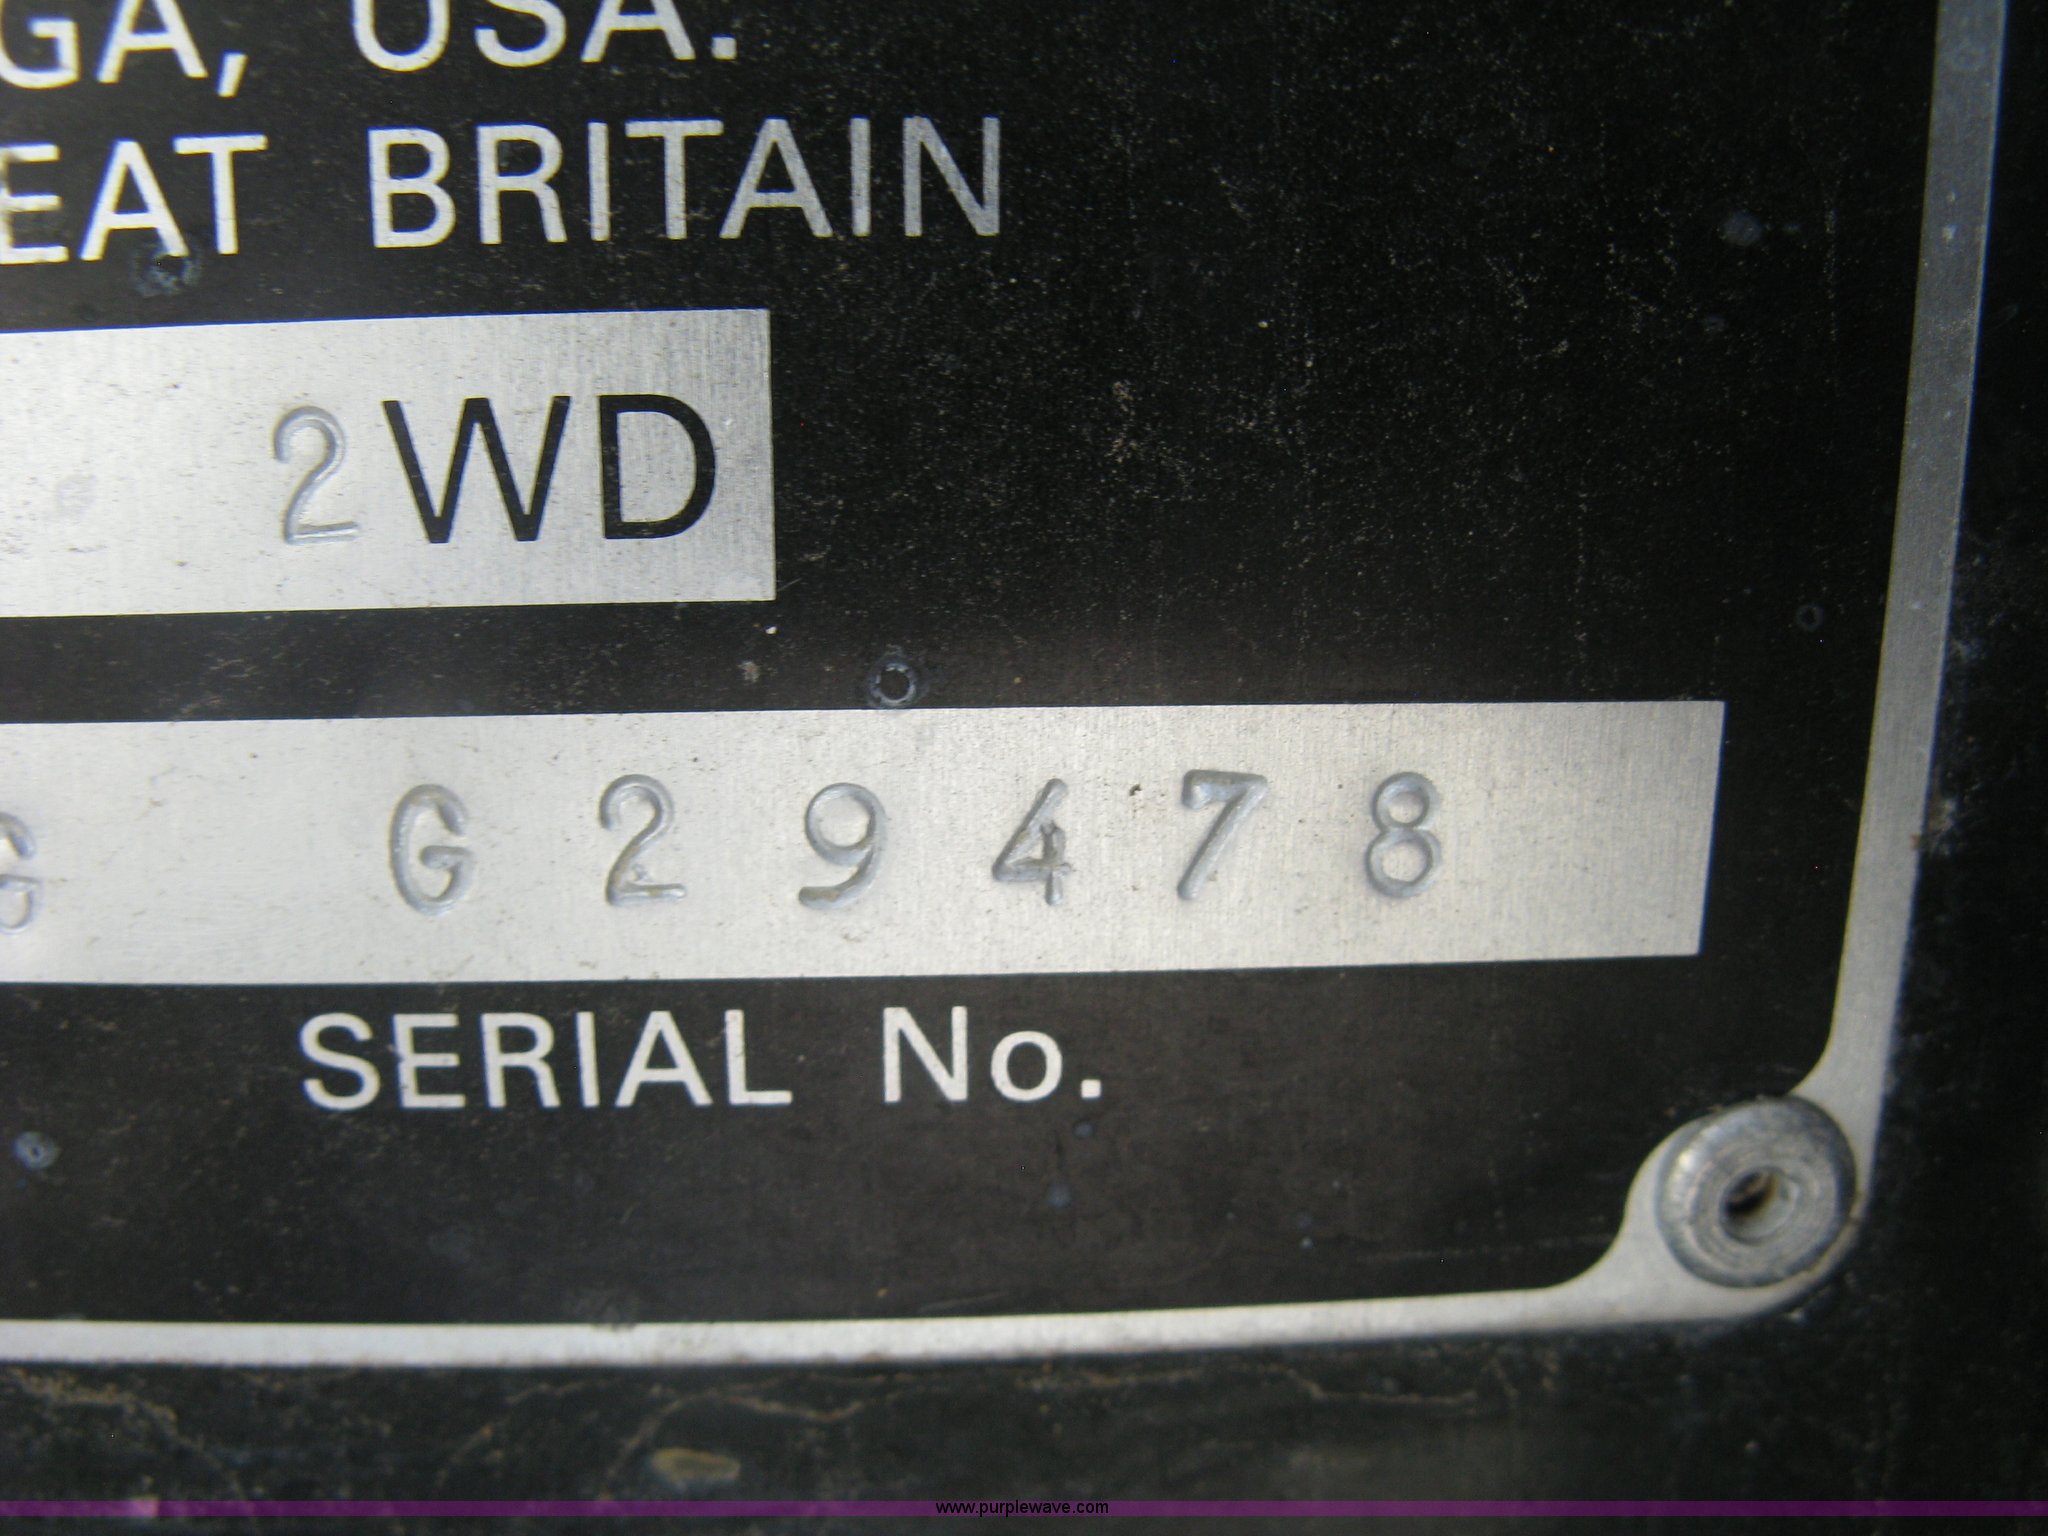 GA, USA.
EAT BRITAIN
2WD
G G29478
SERIAL No.
www.purplewave.com